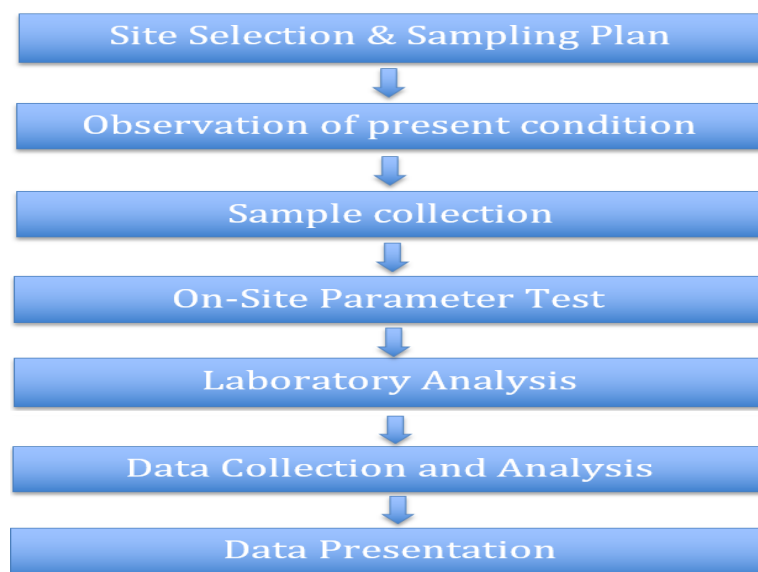 Site Selection & Sampling Plan
Observation of present condition
Sample collection
On-Site Parameter Test
Laboratory Analysis
Data Collection and Analysis
Data Presentation